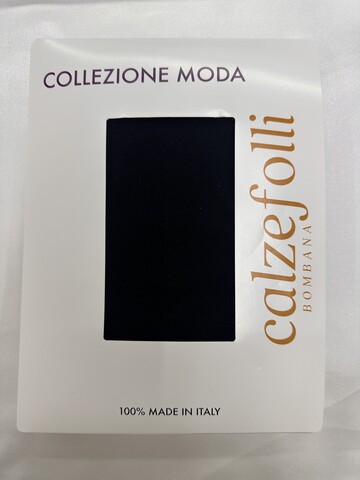 COLLEZIONE MODA
calzefolli
BOMBANA
100% MADE IN ITALY